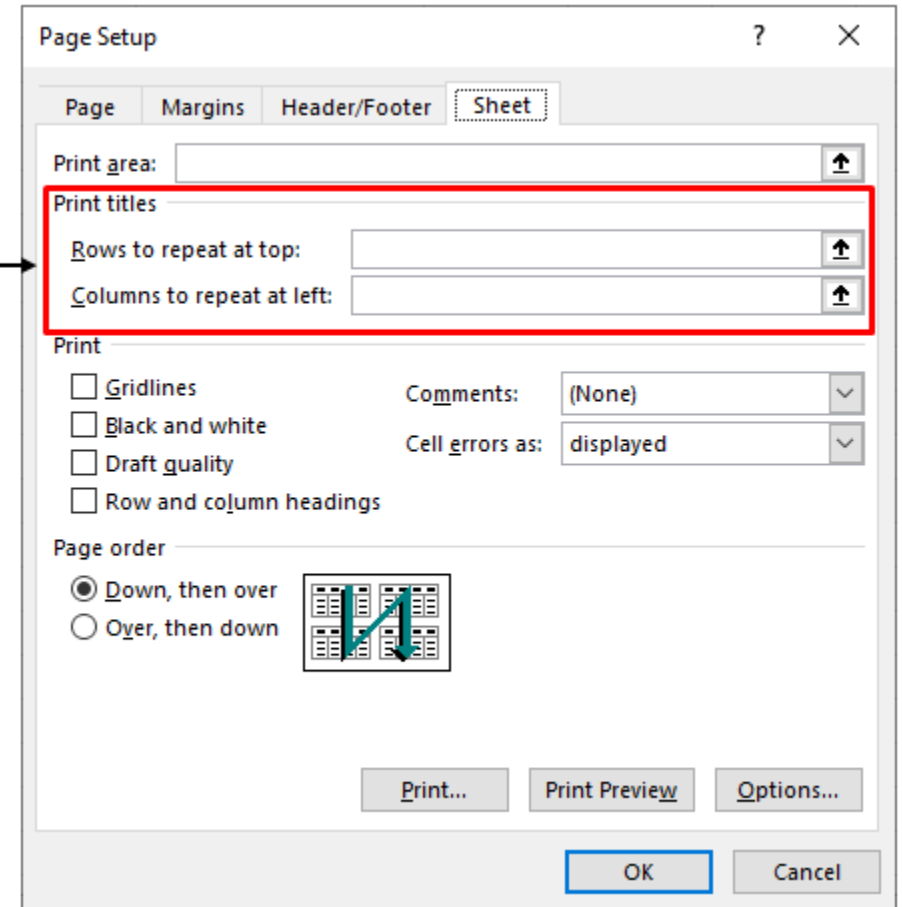 Page Setup ?
Page Margins Header/Footer Sheet
Print area:
Print titles
Rows to repeat at top:
Columns to repeat at left:
Print
Gridlines
Comments: (None)
Black and white
Cell errors as: displayed
Draft quality
Row and column headings
Page order
Down, then over
Over, then down
Print... Print Preview Options...
OK Cancel